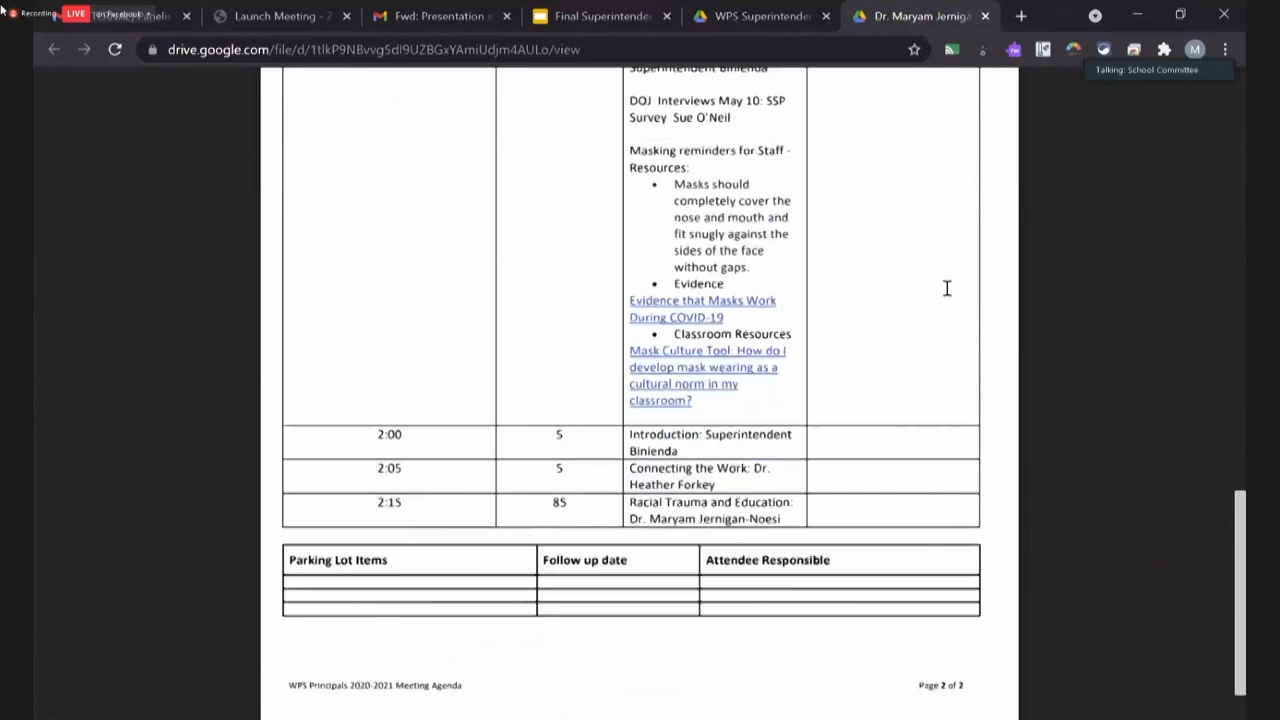 Recording LIVE on Facebook
Launch Meeting - Z
Fwd: Presentation s
Final Superintende
WPS Superintender
Dr. Maryam Jerniga
drive.google.com/file/d/1tlkP9NBvvg5dI9UZBGxYAmiUdjm4AULo/view
M
Talking: School Committee
Superintendent Binienda
DOJ Interviews May 10: SSP
Survey Sue O'Neil
Masking reminders for Staff -
Resources:
• Masks should
completely cover the
nose and mouth and
fit snugly against the
sides of the face
without gaps.
• Evidence
Evidence that Masks Work
During COVID-19
• Classroom Resources
Mask Culture Tool: How do I
develop mask wearing as a
cultural norm in my
classroom?
2:00 5 Introduction: Superintendent
Binienda
2:05 5 Connecting the Work: Dr.
Heather Forkey
2:15 85 Racial Trauma and Education:
Dr. Maryam Jernigan-Noesi
Parking Lot Items Follow up date Attendee Responsible
WPS Principals 2020-2021 Meeting Agenda Page 2 of 2